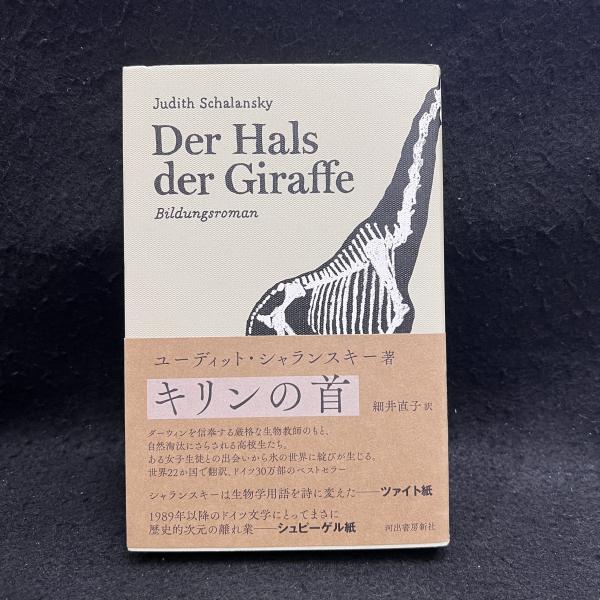 Judith Schalansky
Der Hals
der Giraffe
Bildungsroman
ユーディット・シャランスキー著
キリンの首
細井直子訳
ダーウィンを信奉する厳格な生物教師のもと、
自然淘汰にさらされる高校生たち。
ある女子生徒との出会いから氷の世界に綻びが生じる。
世界22か国で翻訳、ドイツ30万部のベストセラー
シャランスキーは生物学用語を詩に変えた――ツァイト紙
1989年以降のドイツ文学にとってまさに
歴史的次元の離れ業――シュピーゲル紙
河出書房新社